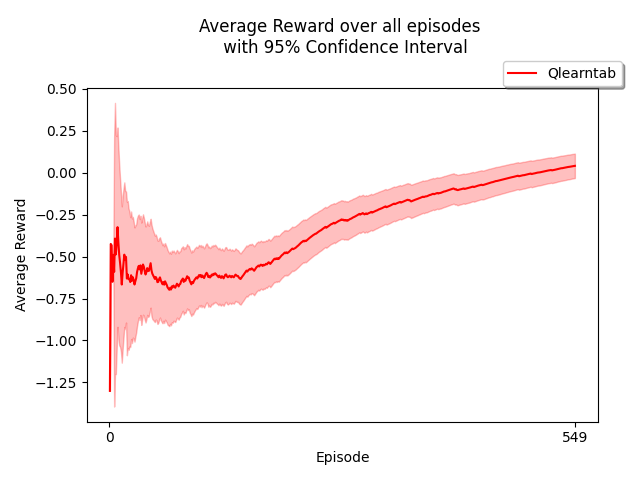 Average Reward over all episodes
with 95% Confidence Interval
Qlearntab
0.50
0.25
0.00
−0.25
−0.50
−0.75
−1.00
−1.25
Average Reward
0 549
Episode